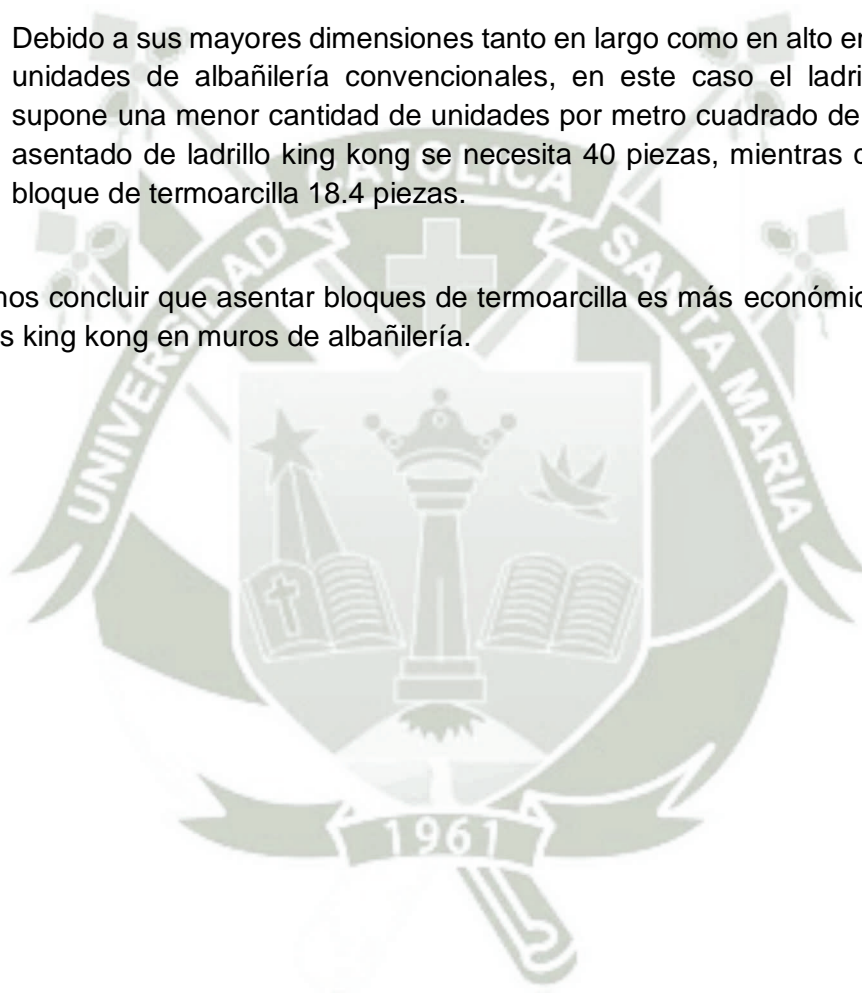 Debido a sus mayores dimensiones tanto en largo como en alto en
unidades de albañilería convencionales, en este caso el ladri
supone una menor cantidad de unidades por metro cuadrado de
asentado de ladrillo king kong se necesita 40 piezas, mientras
bloque de termoarcilla 18.4 piezas.
nos concluir que asentar bloques de termoarcilla es más económic
s king kong en muros de albañilería.
UNIVERSIDAD CATOLICA SANTA MARIA
1961